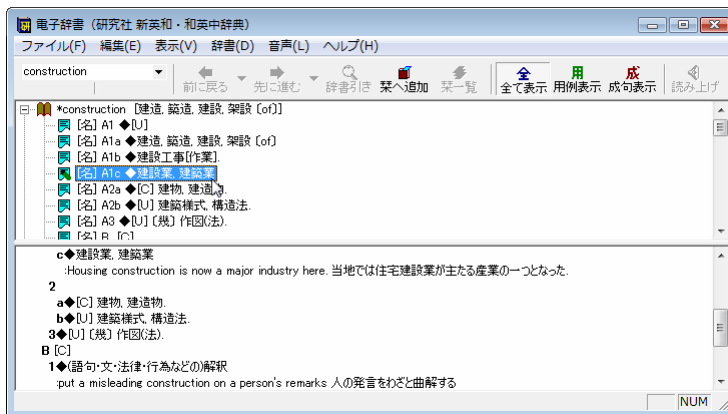 電子辞書（研究社 新英和・和英中辞典）
ファイル(F) 編集(E) 表示(V) 辞書(D) 音声(L) ヘルプ(H)
construction
前に戻る 先に進む 辞書引き 栞へ追加 栞一覧 全 全て表示 用 用例表示 成 成句表示 読み上げ
*construction [建造, 築造, 建設, 架設〔of〕]
[名] A1 ◆[U]
[名] A1a ◆建造, 築造, 建設, 架設〔of〕
[名] A1b ◆建設工事[作業].
[名] A1c ◆建設業, 建築業
[名] A2a ◆[C] 建物, 建造物.
[名] A2b ◆[U] 建築様式, 構造法.
[名] A3 ◆[U]〔幾〕作図(法).
[名] B [C]
c◆建設業, 建築業
:Housing construction is now a major industry here. 当地では住宅建設業が主たる産業の一つとなった.
2
a◆[C] 建物, 建造物.
b◆[U] 建築様式, 構造法.
3◆[U]〔幾〕作図(法).
B [C]
1◆(語句・文・法律・行為などの)解釈
:put a misleading construction on a person's remarks 人の発言をわざと曲解する
NUM